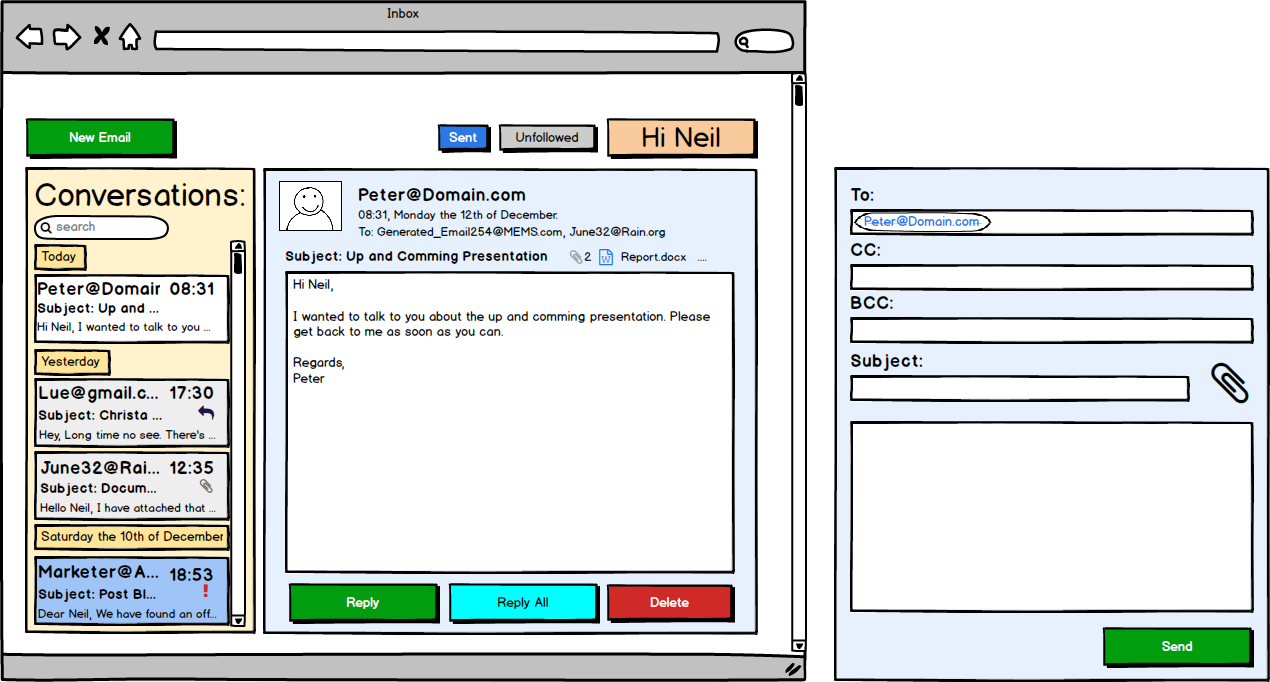 Inbox
New Email
Sent
Unfollowed
Hi Neil
Conversations:
search
Today
Peter@Domain 08:31
Subject: Up and ...
Hi Neil, I wanted to talk to you ...
Yesterday
Lue@gmail.c... 17:30
Subject: Christa ...
Hey, Long time no see. There's ...
June32@Rai... 12:35
Subject: Docum...
Hello Neil, I have attached that ...
Saturday the 10th of December
Marketer@A... 18:53
Subject: Post Bl... !
Dear Neil, We have found an off...
Peter@Domain.com
08:31, Monday the 12th of December.
To: Generated_Email254@MEMS.com, June32@Rain.org
Subject: Up and Comming Presentation 2 W Report.docx ....
Hi Neil,
I wanted to talk to you about the up and comming presentation. Please
get back to me as soon as you can.
Regards,
Peter
Reply
Reply All
Delete
To:
Peter@Domain.com
CC:
BCC:
Subject:
Send